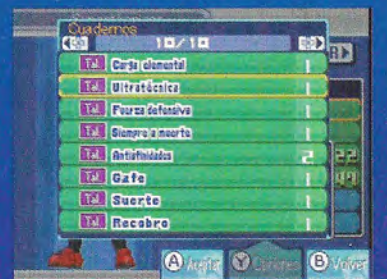 Cuadernos
10/10
R
Tal. Carga elemental 1
Tal. Ultratécnica 1
Tal. Fuerza defensiva 1
Tal. Siempre a muerte 1
Tal. Antiafinidades 2
Tal. Gafe 1
Tal. Suerte 1
Tal. Recobro 1
A Aceptar Y B Volver